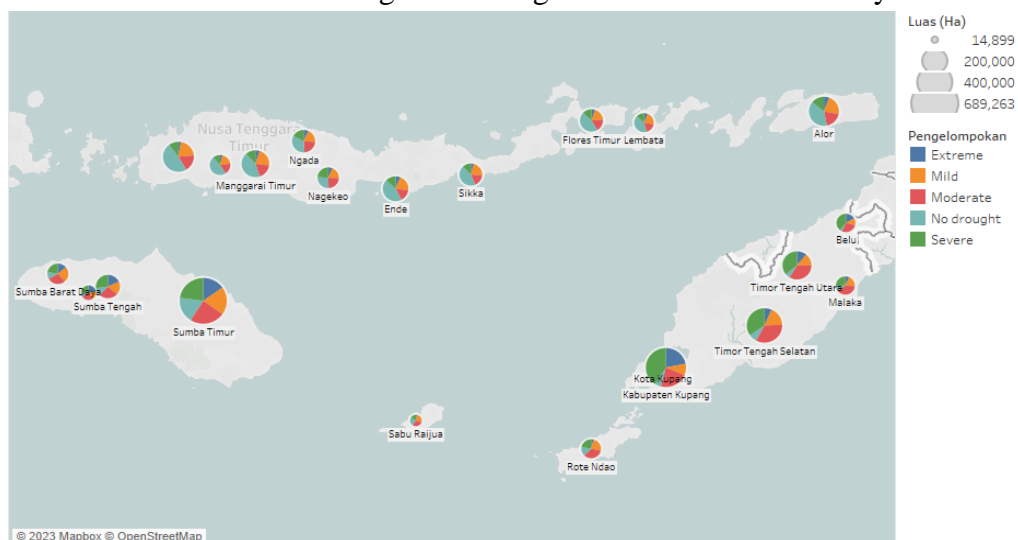 Luas (Ha)
14,899
200,000
400,000
689,263
Pengelompokan
Extreme
Mild
Moderate
No drought
Severe
Nusa Tenggara
Timur
Ngada
Manggarai Timur
Nagekeo
Ende
Sikka
Flores Timur
Lembata
Alor
Belu
Timor Tengah Utara
Malaka
Timor Tengah Selatan
Kota Kupang
Kabupaten Kupang
Sumba Barat Daya
Sumba Tengah
Sumba Timur
Sabu Raijua
Rote Ndao
© 2023 Mapbox © OpenStreetMap